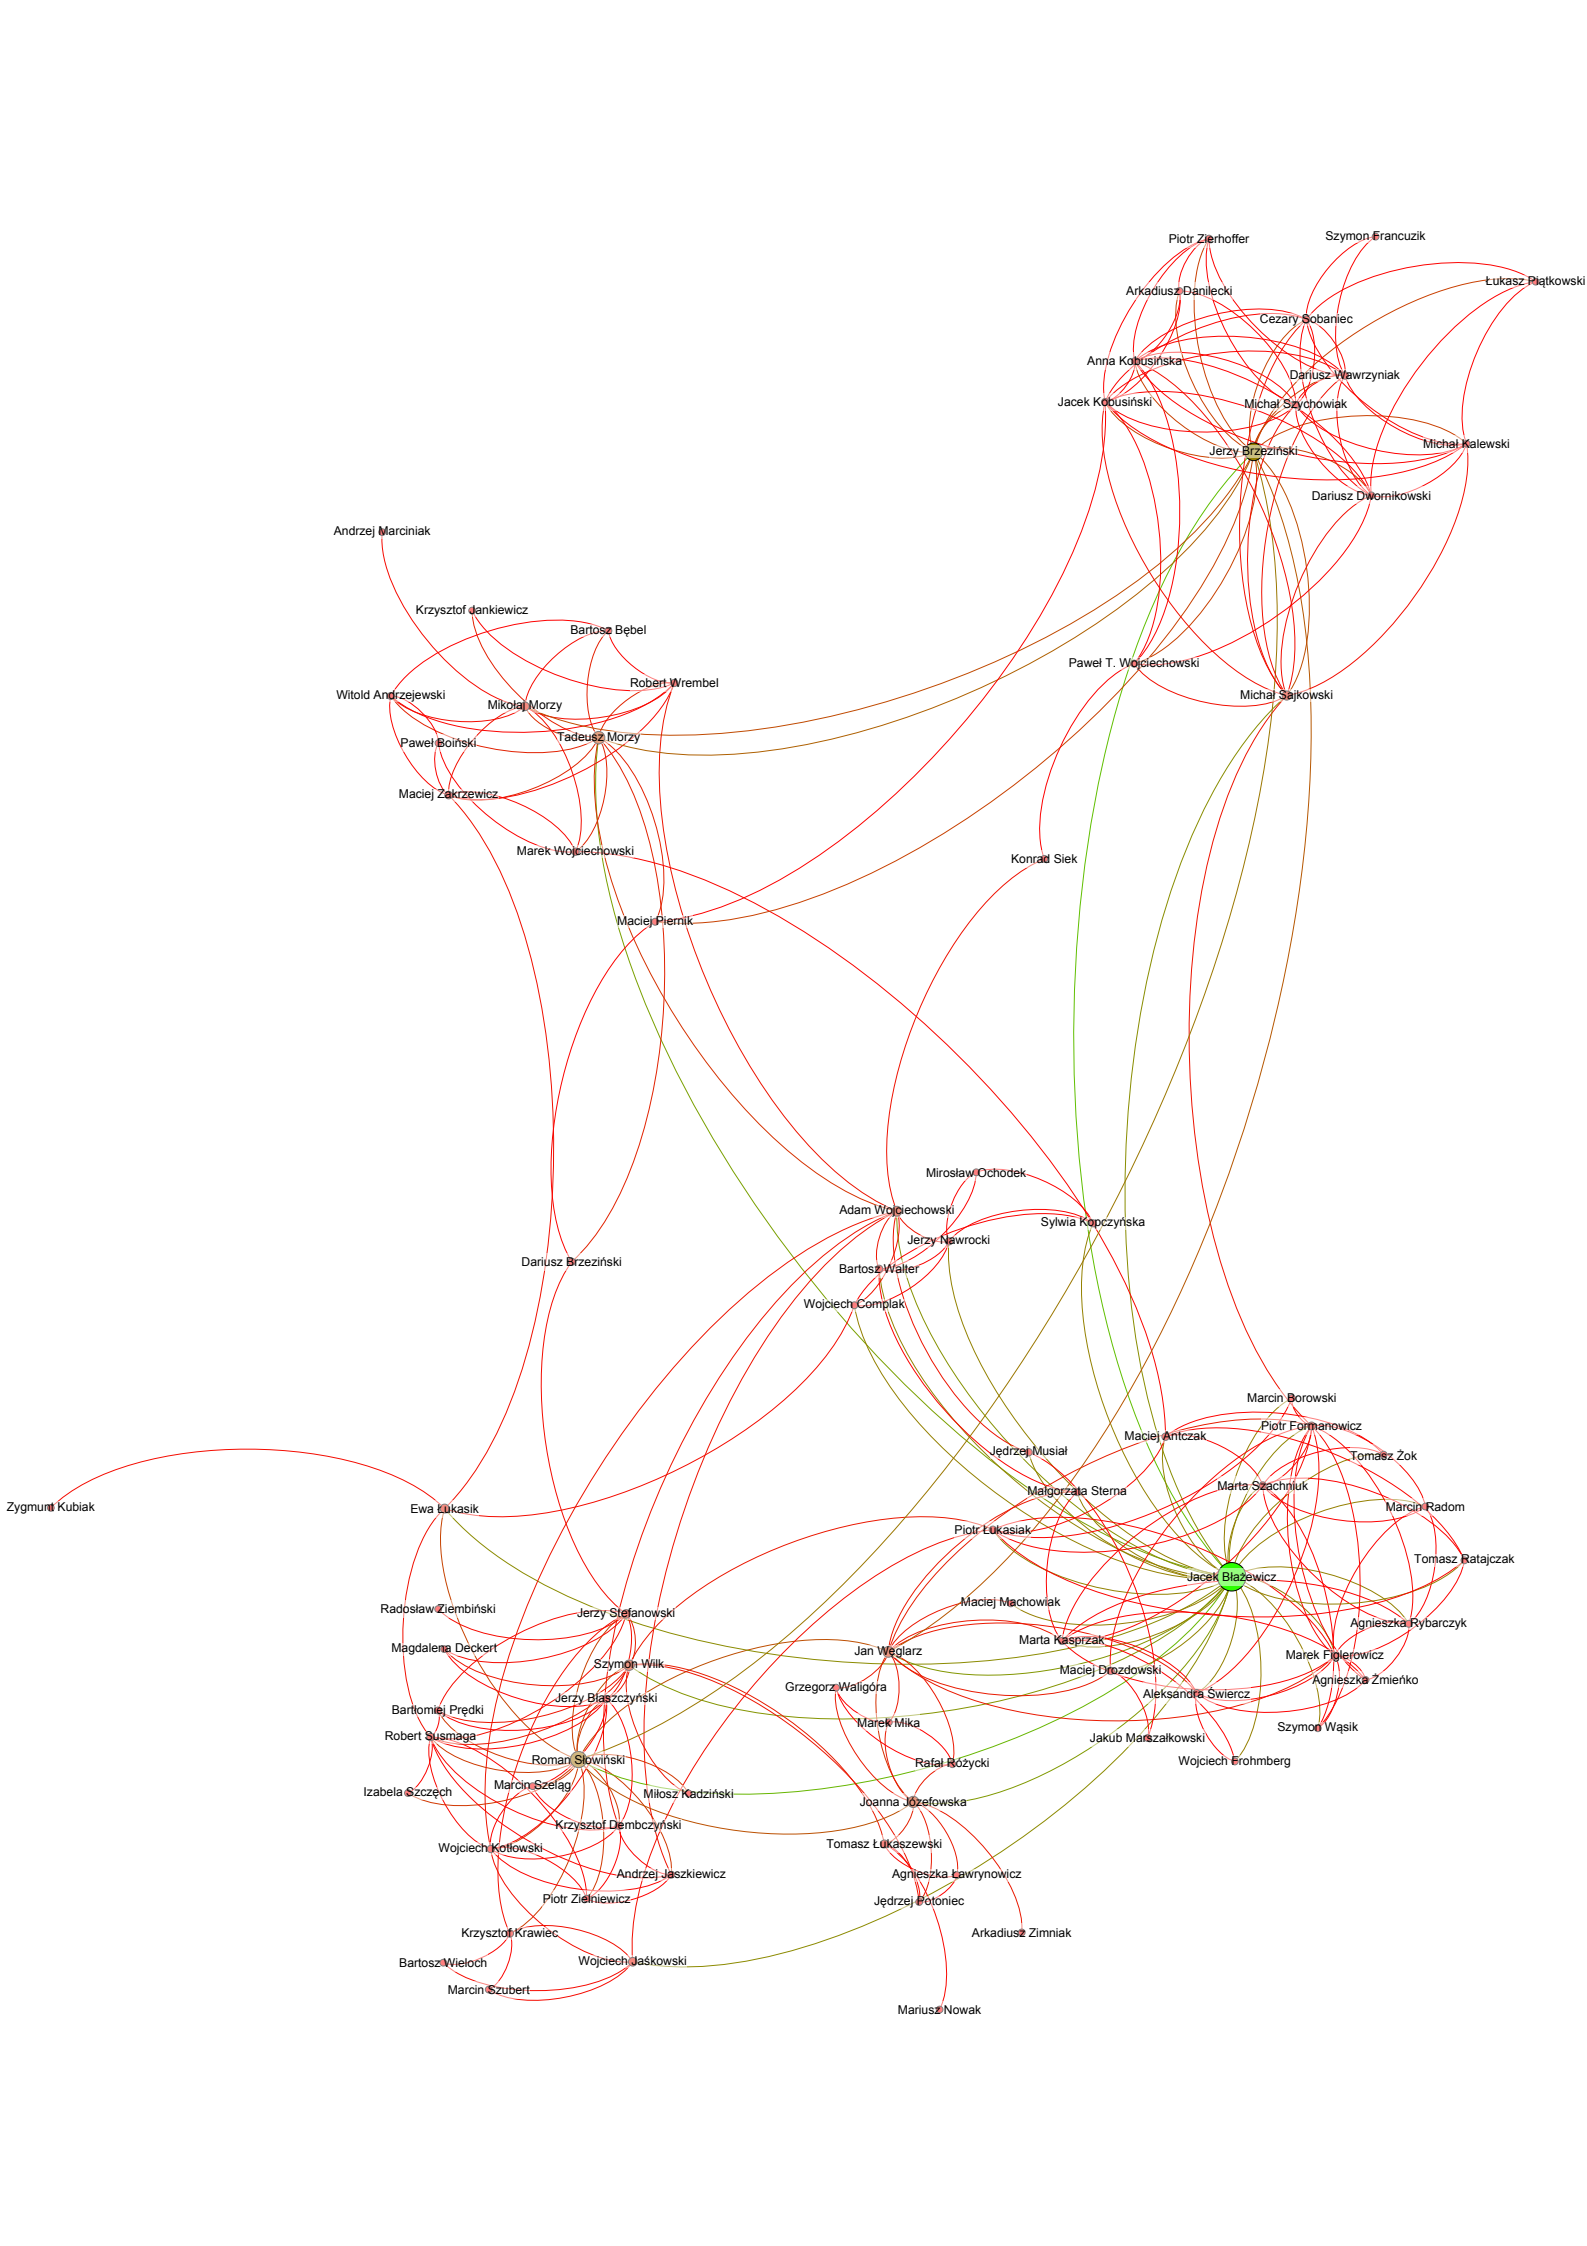 Piotr Zierhoffer
Szymon Francuzik
Łukasz Piątkowski
Arkadiusz Danilecki
Cezary Sobaniec
Anna Kobusińska
Dariusz Wawrzyniak
Jacek Kobusiński
Michał Szychowiak
Michał Kalewski
Jerzy Brzeziński
Dariusz Dwornikowski
Andrzej Marciniak
Krzysztof Jankiewicz
Bartosz Bębel
Paweł T. Wojciechowski
Robert Wrembel
Witold Andrzejewski
Michał Sajkowski
Mikołaj Morzy
Tadeusz Morzy
Paweł Boiński
Maciej Zakrzewicz
Marek Wojciechowski
Konrad Siek
Maciej Piernik
Mirosław Ochodek
Adam Wojciechowski
Sylwia Kopczyńska
Jerzy Nawrocki
Dariusz Brzeziński
Bartosz Walter
Wojciech Complak
Marcin Borowski
Piotr Formanowicz
Maciej Antczak
Jędrzej Musiał
Tomasz Żok
Marta Szachniuk
Małgorzata Sterna
Zygmunt Kubiak
Ewa Łukasik
Marcin Radom
Piotr Łukasiak
Tomasz Ratajczak
Jacek Błażewicz
Maciej Machowiak
Radosław Ziembiński
Jerzy Stefanowski
Agnieszka Rybarczyk
Marta Kasprzak
Magdalena Deckert
Jan Węglarz
Marek Figlerowicz
Szymon Wilk
Maciej Drozdowski
Agnieszka Żmieńko
Grzegorz Waligóra
Aleksandra Świercz
Jerzy Błaszczyński
Bartłomiej Prędki
Marek Mika
Szymon Wąsik
Robert Susmaga
Jakub Marszałkowski
Roman Słowiński
Wojciech Frohmberg
Rafał Różycki
Marcin Szeląg
Izabela Szczęch
Miłosz Kadziński
Joanna Józefowska
Krzysztof Dembczyński
Tomasz Łukaszewski
Wojciech Kotłowski
Andrzej Jaszkiewicz
Agnieszka Ławrynowicz
Piotr Zielniewicz
Jędrzej Potoniec
Krzysztof Krawiec
Arkadiusz Zimniak
Bartosz Wieloch
Wojciech Jaśkowski
Marcin Szubert
Mariusz Nowak